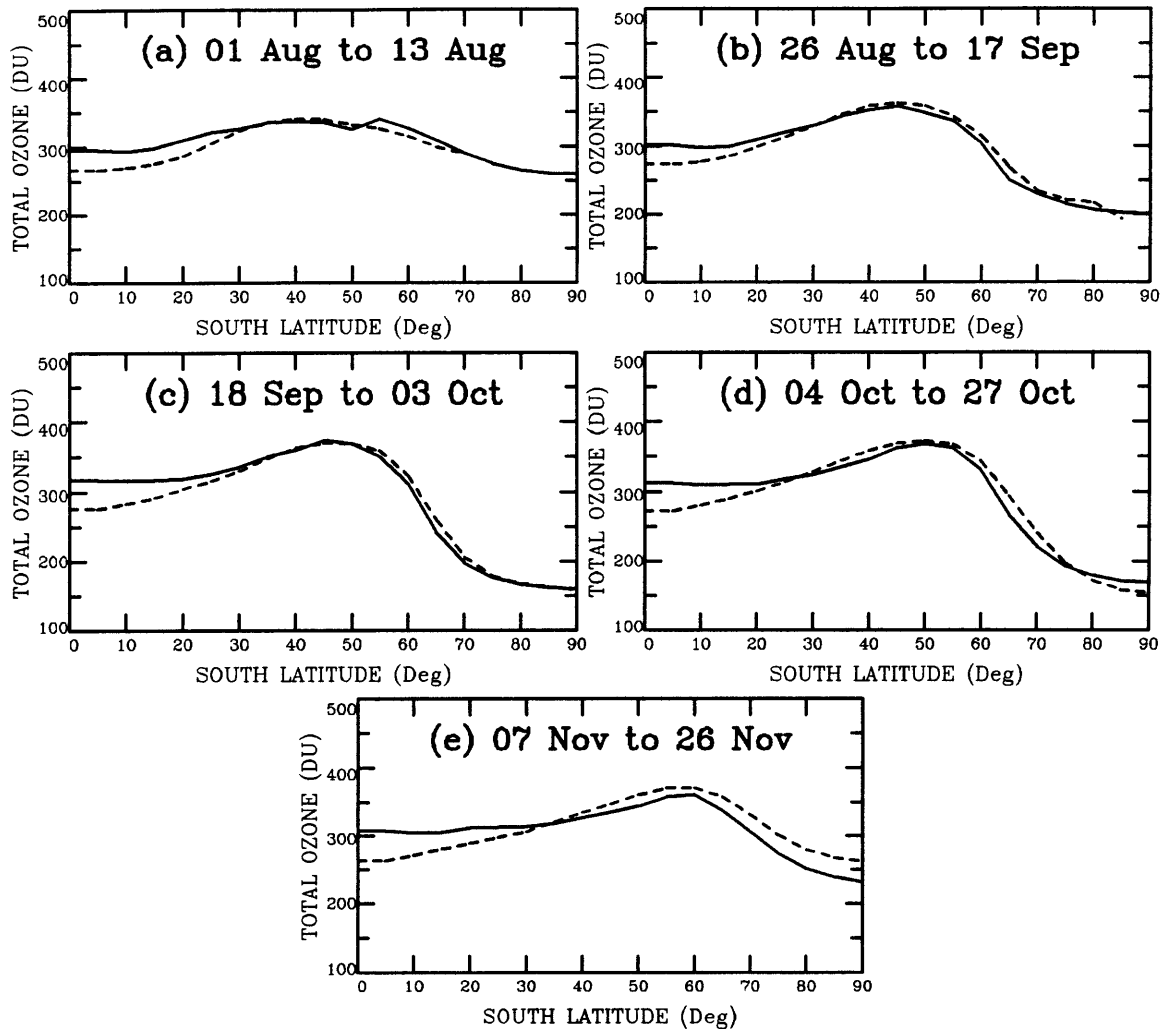 (a) 01 Aug to 13 Aug
TOTAL OZONE (DU)
500
400
300
200
100
0 10 20 30 40 50 60 70 80 90
SOUTH LATITUDE (Deg)
(b) 26 Aug to 17 Sep
TOTAL OZONE (DU)
500
400
300
200
100
0 10 20 30 40 50 60 70 80 90
SOUTH LATITUDE (Deg)
(c) 18 Sep to 03 Oct
TOTAL OZONE (DU)
500
400
300
200
100
0 10 20 30 40 50 60 70 80 90
SOUTH LATITUDE (Deg)
(d) 04 Oct to 27 Oct
TOTAL OZONE (DU)
500
400
300
200
100
0 10 20 30 40 50 60 70 80 90
SOUTH LATITUDE (Deg)
(e) 07 Nov to 26 Nov
TOTAL OZONE (DU)
500
400
300
200
100
0 10 20 30 40 50 60 70 80 90
SOUTH LATITUDE (Deg)